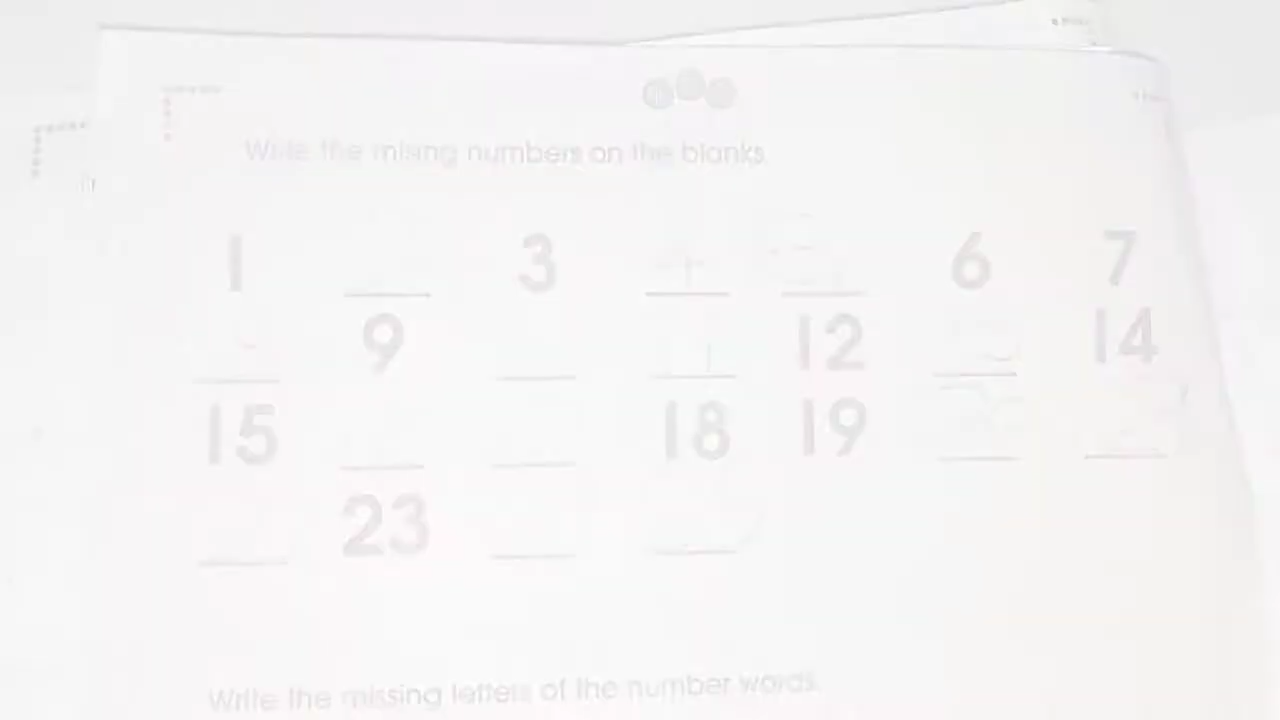 Write the mising numbers on the blanks
1 3 6 7
9 12 14
15 18 19
23
Write the missing letters of the number words.